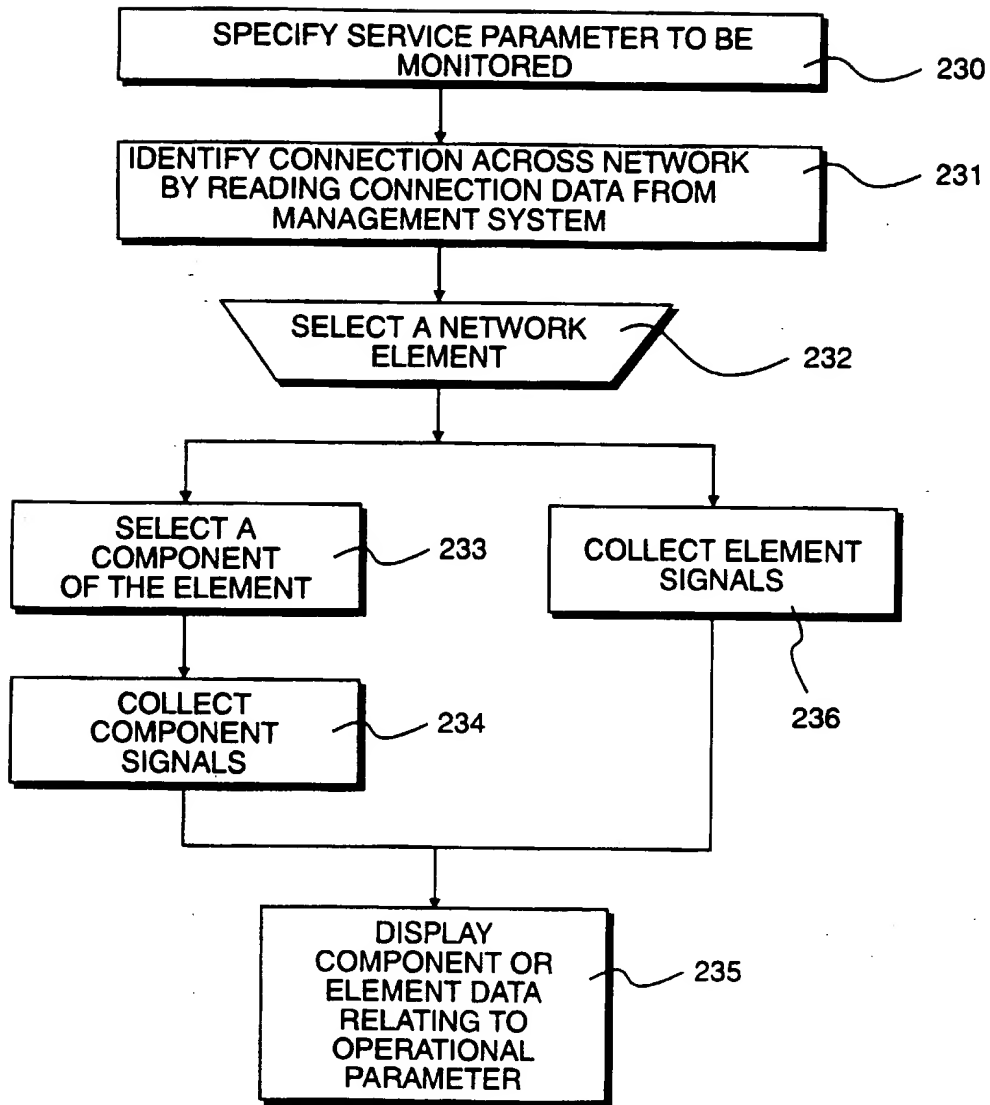 SPECIFY SERVICE PARAMETER TO BE
MONITORED
230
IDENTIFY CONNECTION ACROSS NETWORK
BY READING CONNECTION DATA FROM
MANAGEMENT SYSTEM
231
SELECT A NETWORK
ELEMENT
232
SELECT A
COMPONENT
OF THE ELEMENT
233
COLLECT ELEMENT
SIGNALS
236
COLLECT
COMPONENT
SIGNALS
234
DISPLAY
COMPONENT OR
ELEMENT DATA
RELATING TO
OPERATIONAL
PARAMETER
235